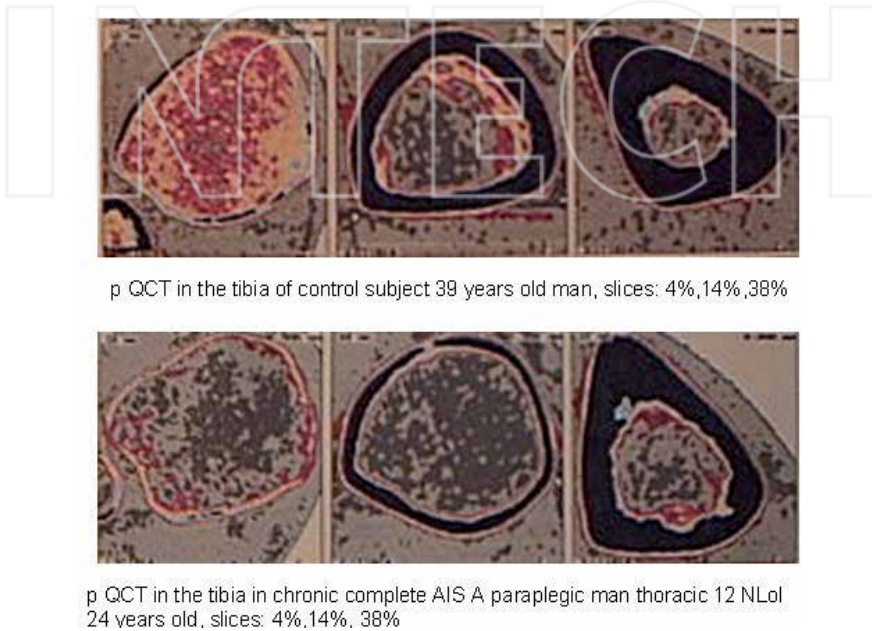 INTECH
p QCT in the tibia of control subject 39 years old man, slices: 4%,14%,38%
p QCT in the tibia in chronic complete AIS A paraplegic man thoracic 12 NLoI
24 years old, slices: 4%,14%, 38%